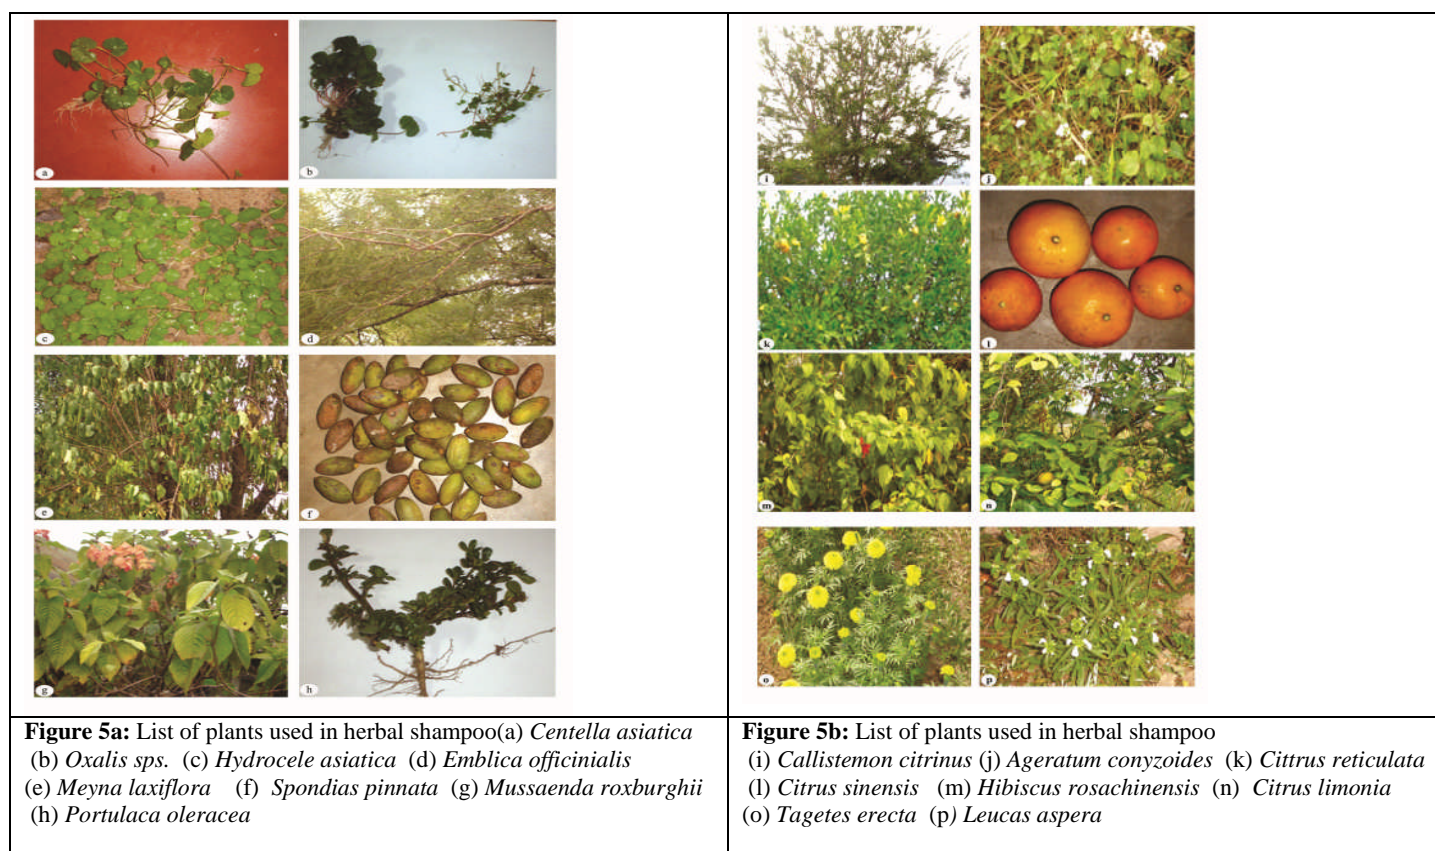 a
b
c
d
e
f
g
h
i
j
k
l
m
n
o
p
Figure 5a: List of plants used in herbal shampoo(a) Centella asiatica
(b) Oxalis sps. (c) Hydrocele asiatica (d) Emblica officinialis
(e) Meyna laxiflora (f) Spondias pinnata (g) Mussaenda roxburghii
(h) Portulaca oleracea
Figure 5b: List of plants used in herbal shampoo
(i) Callistemon citrinus (j) Ageratum conyzoides (k) Cittrus reticulata
(l) Citrus sinensis (m) Hibiscus rosachinensis (n) Citrus limonia
(o) Tagetes erecta (p) Leucas aspera